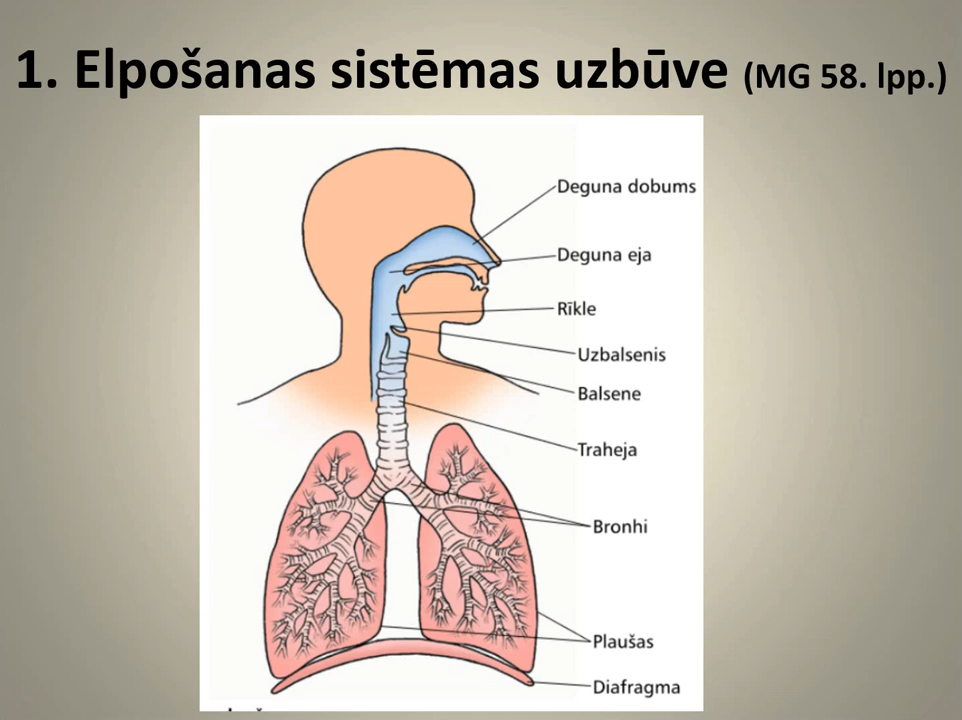 1. Elpošanas sistēmas uzbūve (MG 58. lpp.)
Deguna dobums
Deguna eja
Rīkle
Uzbalsenis
Balsene
Traheja
Bronhi
Plaušas
Diafragma